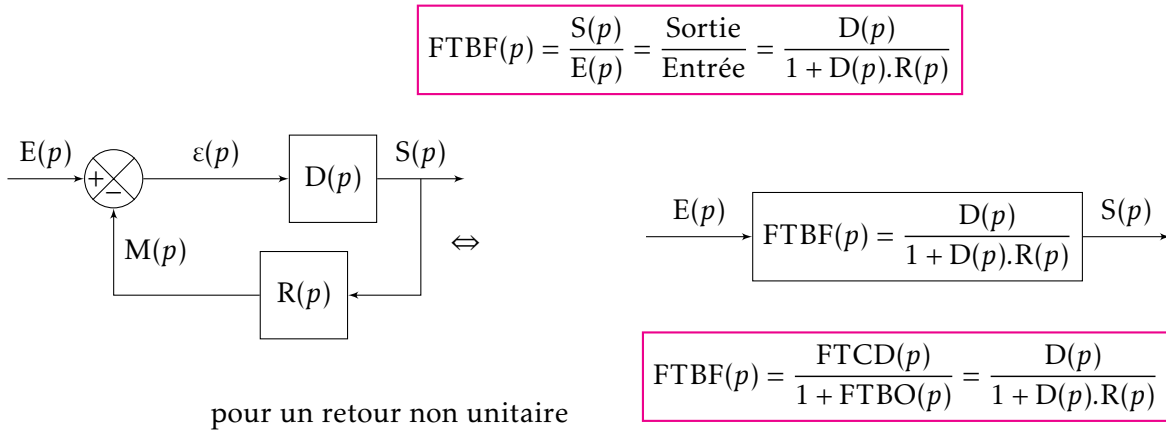 FTBF(p) = S(p)/E(p) = Sortie/Entrée = D(p)/(1 + D(p).R(p))
E(p)
ε(p)
S(p)
+
−
D(p)
M(p)
R(p)
⇔
E(p)
FTBF(p) = D(p)/(1 + D(p).R(p))
S(p)
FTBF(p) = FTCD(p)/(1 + FTBO(p)) = D(p)/(1 + D(p).R(p))
pour un retour non unitaire